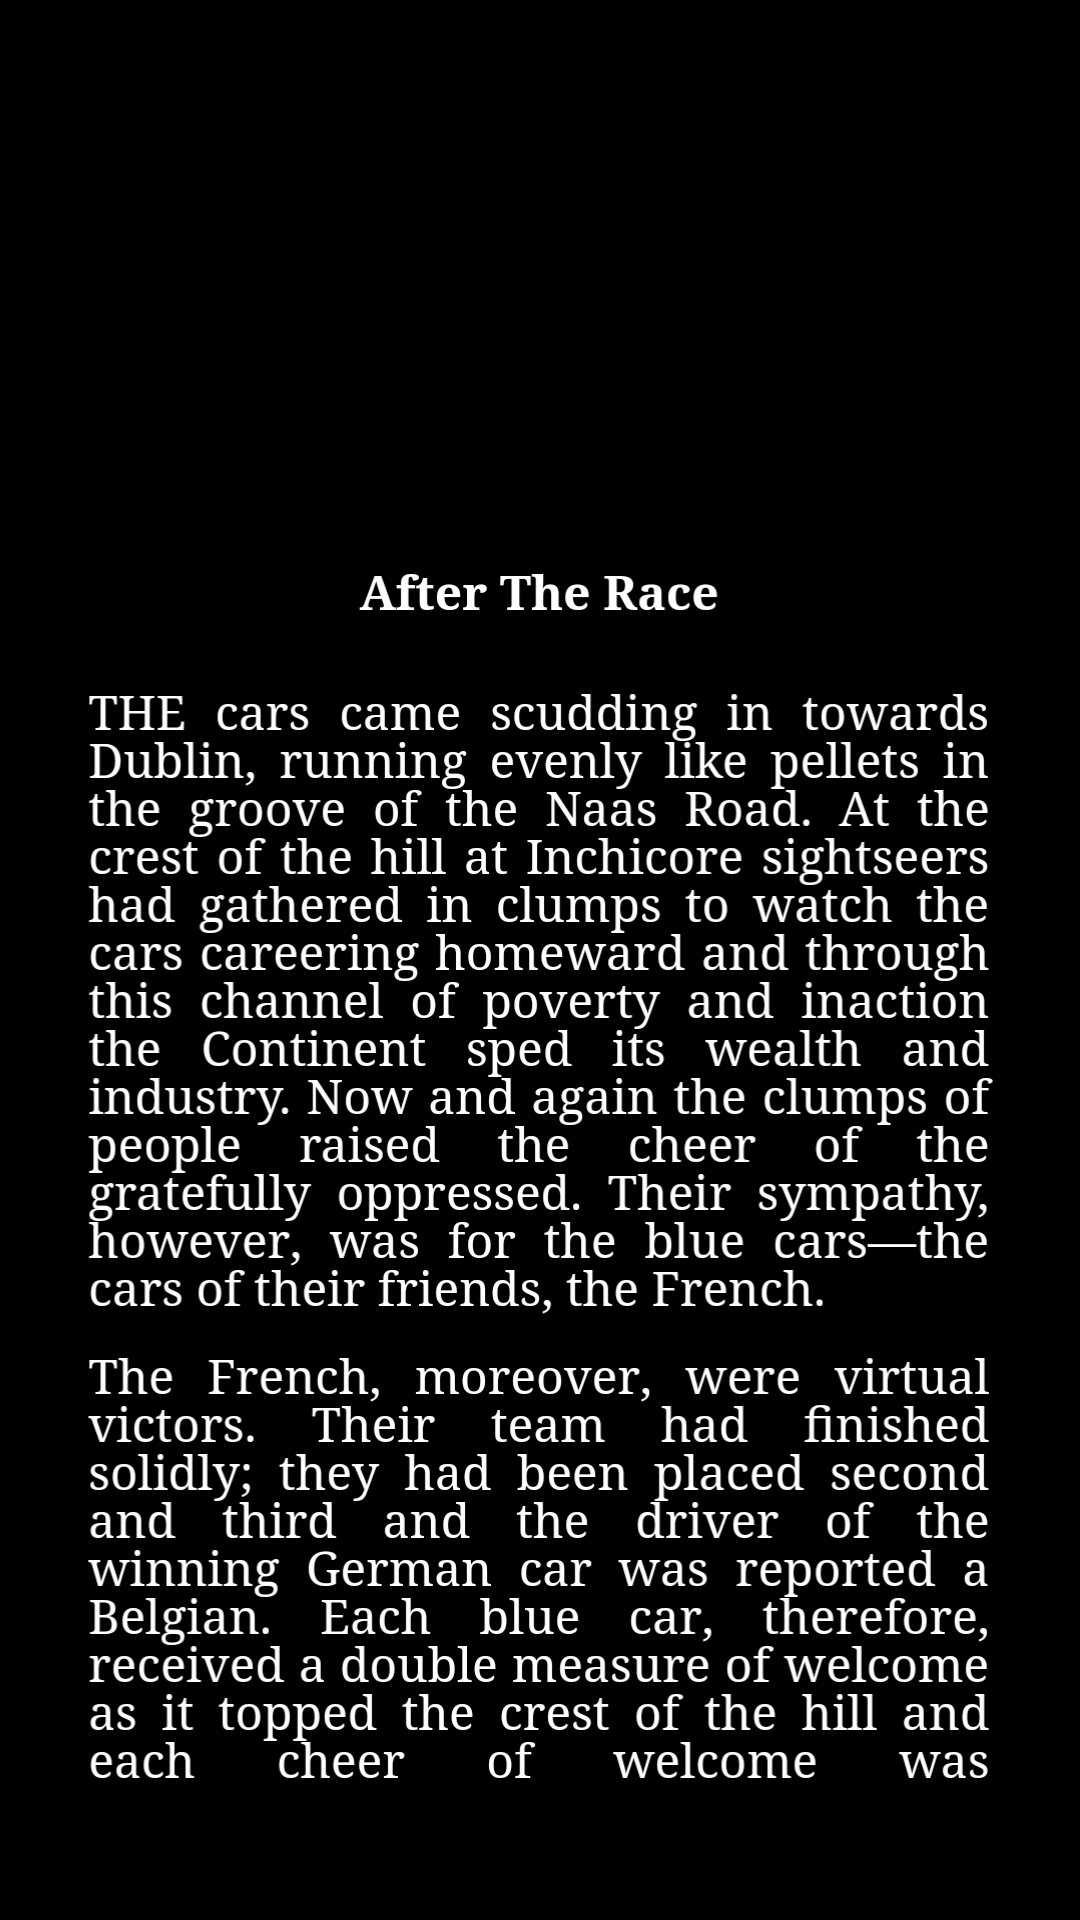 After The Race
THE cars came scudding in towards
Dublin, running evenly like pellets in
the groove of the Naas Road. At the
crest of the hill at Inchicore sightseers
had gathered in clumps to watch the
cars careering homeward and through
this channel of poverty and inaction
the Continent sped its wealth and
industry. Now and again the clumps of
people raised the cheer of the
gratefully oppressed. Their sympathy,
however, was for the blue cars—the
cars of their friends, the French.
The French, moreover, were virtual
victors. Their team had finished
solidly; they had been placed second
and third and the driver of the
winning German car was reported a
Belgian. Each blue car, therefore,
received a double measure of welcome
as it topped the crest of the hill and
each cheer of welcome was